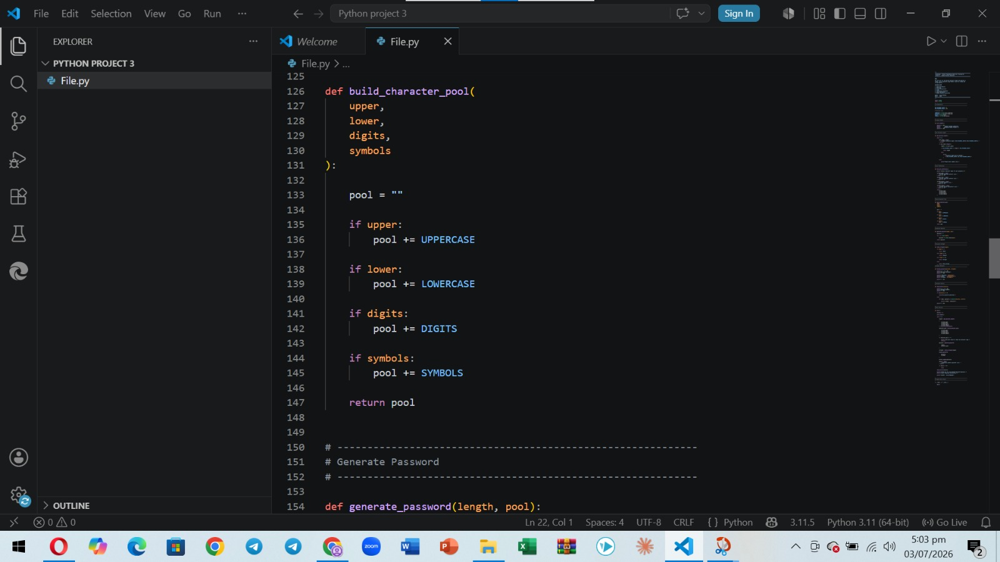 File Edit Selection View Go Run ··· Python project 3 Sign In
EXPLORER ···
PYTHON PROJECT 3
File.py
OUTLINE
Welcome File.py
File.py > ...
125
126 def build_character_pool(
127 upper,
128 lower,
129 digits,
130 symbols
131 ):
132
133 pool = ""
134
135 if upper:
136 pool += UPPERCASE
137
138 if lower:
139 pool += LOWERCASE
140
141 if digits:
142 pool += DIGITS
143
144 if symbols:
145 pool += SYMBOLS
146
147 return pool
148
149
150 # ------------------------------------------------------------
151 # Generate Password
152 # ------------------------------------------------------------
153
154 def generate_password(length, pool):
0 0 Ln 22, Col 1 Spaces: 4 UTF-8 CRLF { } Python 3.11.5 Python 3.11 (64-bit) Go Live
zoom
5:03 pm
03/07/2026
2